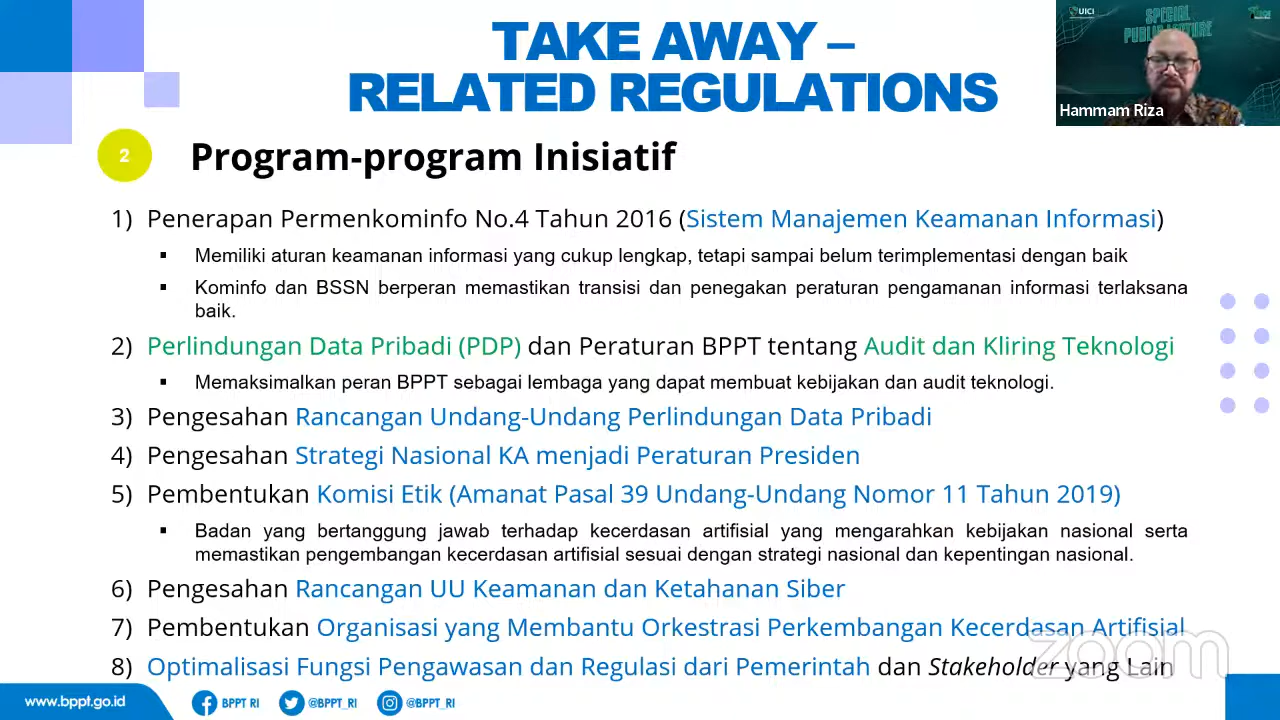 TAKE AWAY –
RELATED REGULATIONS
UICI
SPECIAL
PUBLIC LECTURE
Hammam Riza
2
Program-program Inisiatif
1) Penerapan Permenkominfo No.4 Tahun 2016 (Sistem Manajemen Keamanan Informasi)
▪ Memiliki aturan keamanan informasi yang cukup lengkap, tetapi sampai belum terimplementasi dengan baik
▪ Kominfo dan BSSN berperan memastikan transisi dan penegakan peraturan pengamanan informasi terlaksana
baik.
2) Perlindungan Data Pribadi (PDP) dan Peraturan BPPT tentang Audit dan Kliring Teknologi
▪ Memaksimalkan peran BPPT sebagai lembaga yang dapat membuat kebijakan dan audit teknologi.
3) Pengesahan Rancangan Undang-Undang Perlindungan Data Pribadi
4) Pengesahan Strategi Nasional KA menjadi Peraturan Presiden
5) Pembentukan Komisi Etik (Amanat Pasal 39 Undang-Undang Nomor 11 Tahun 2019)
▪ Badan yang bertanggung jawab terhadap kecerdasan artifisial yang mengarahkan kebijakan nasional serta
memastikan pengembangan kecerdasan artifisial sesuai dengan strategi nasional dan kepentingan nasional.
6) Pengesahan Rancangan UU Keamanan dan Ketahanan Siber
7) Pembentukan Organisasi yang Membantu Orkestrasi Perkembangan Kecerdasan Artifisial
8) Optimalisasi Fungsi Pengawasan dan Regulasi dari Pemerintah dan Stakeholder yang Lain
zoom
www.bppt.go.id
BPPT RI
@BPPT_RI
@BPPT_RI